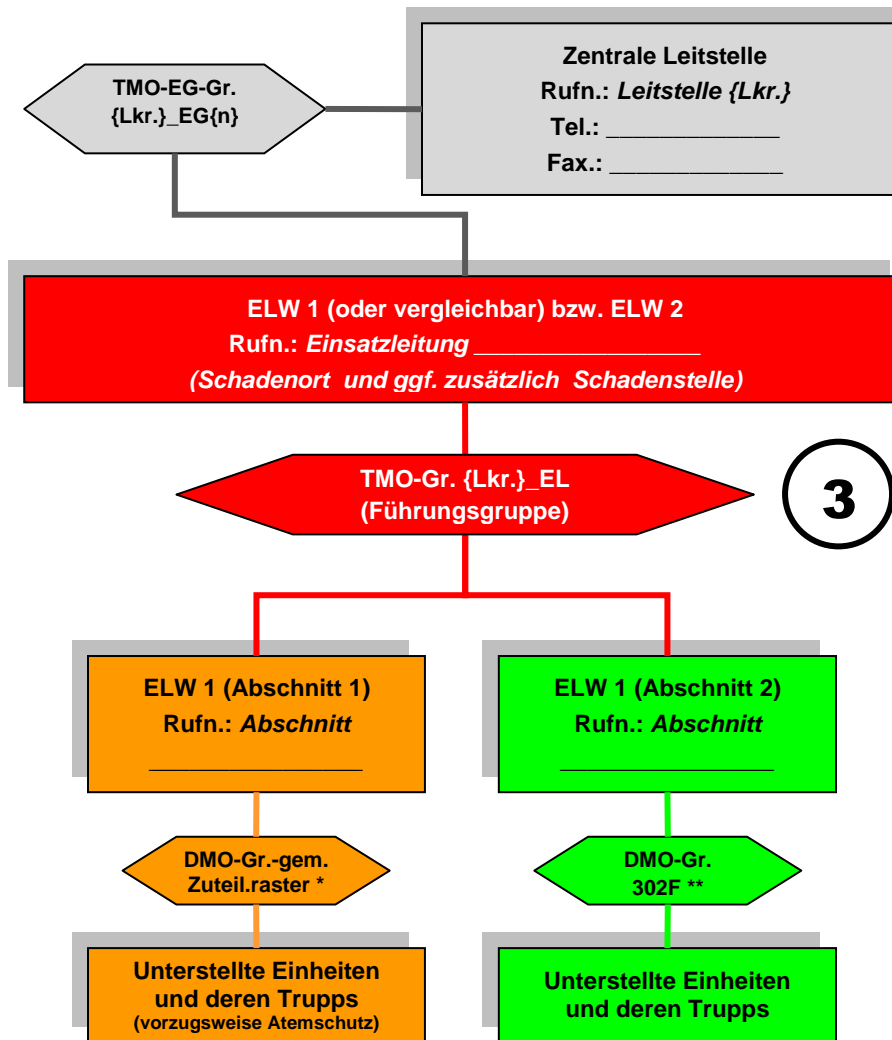 TMO-EG-Gr.
{Lkr.}_EG{n}
Zentrale Leitstelle
Rufn.: Leitstelle {Lkr.}
Tel.: _____________
Fax.: _____________
ELW 1 (oder vergleichbar) bzw. ELW 2
Rufn.: Einsatzleitung ___________________
(Schadenort und ggf. zusätzlich Schadenstelle)
TMO-Gr. {Lkr.}_EL
(Führungsgruppe)
3
ELW 1 (Abschnitt 1)
Rufn.: Abschnitt
________________
ELW 1 (Abschnitt 2)
Rufn.: Abschnitt
________________
DMO-Gr.-gem.
Zuteil.raster *
DMO-Gr.
302F **
Unterstellte Einheiten
und deren Trupps
(vorzugsweise Atemschutz)
Unterstellte Einheiten
und deren Trupps